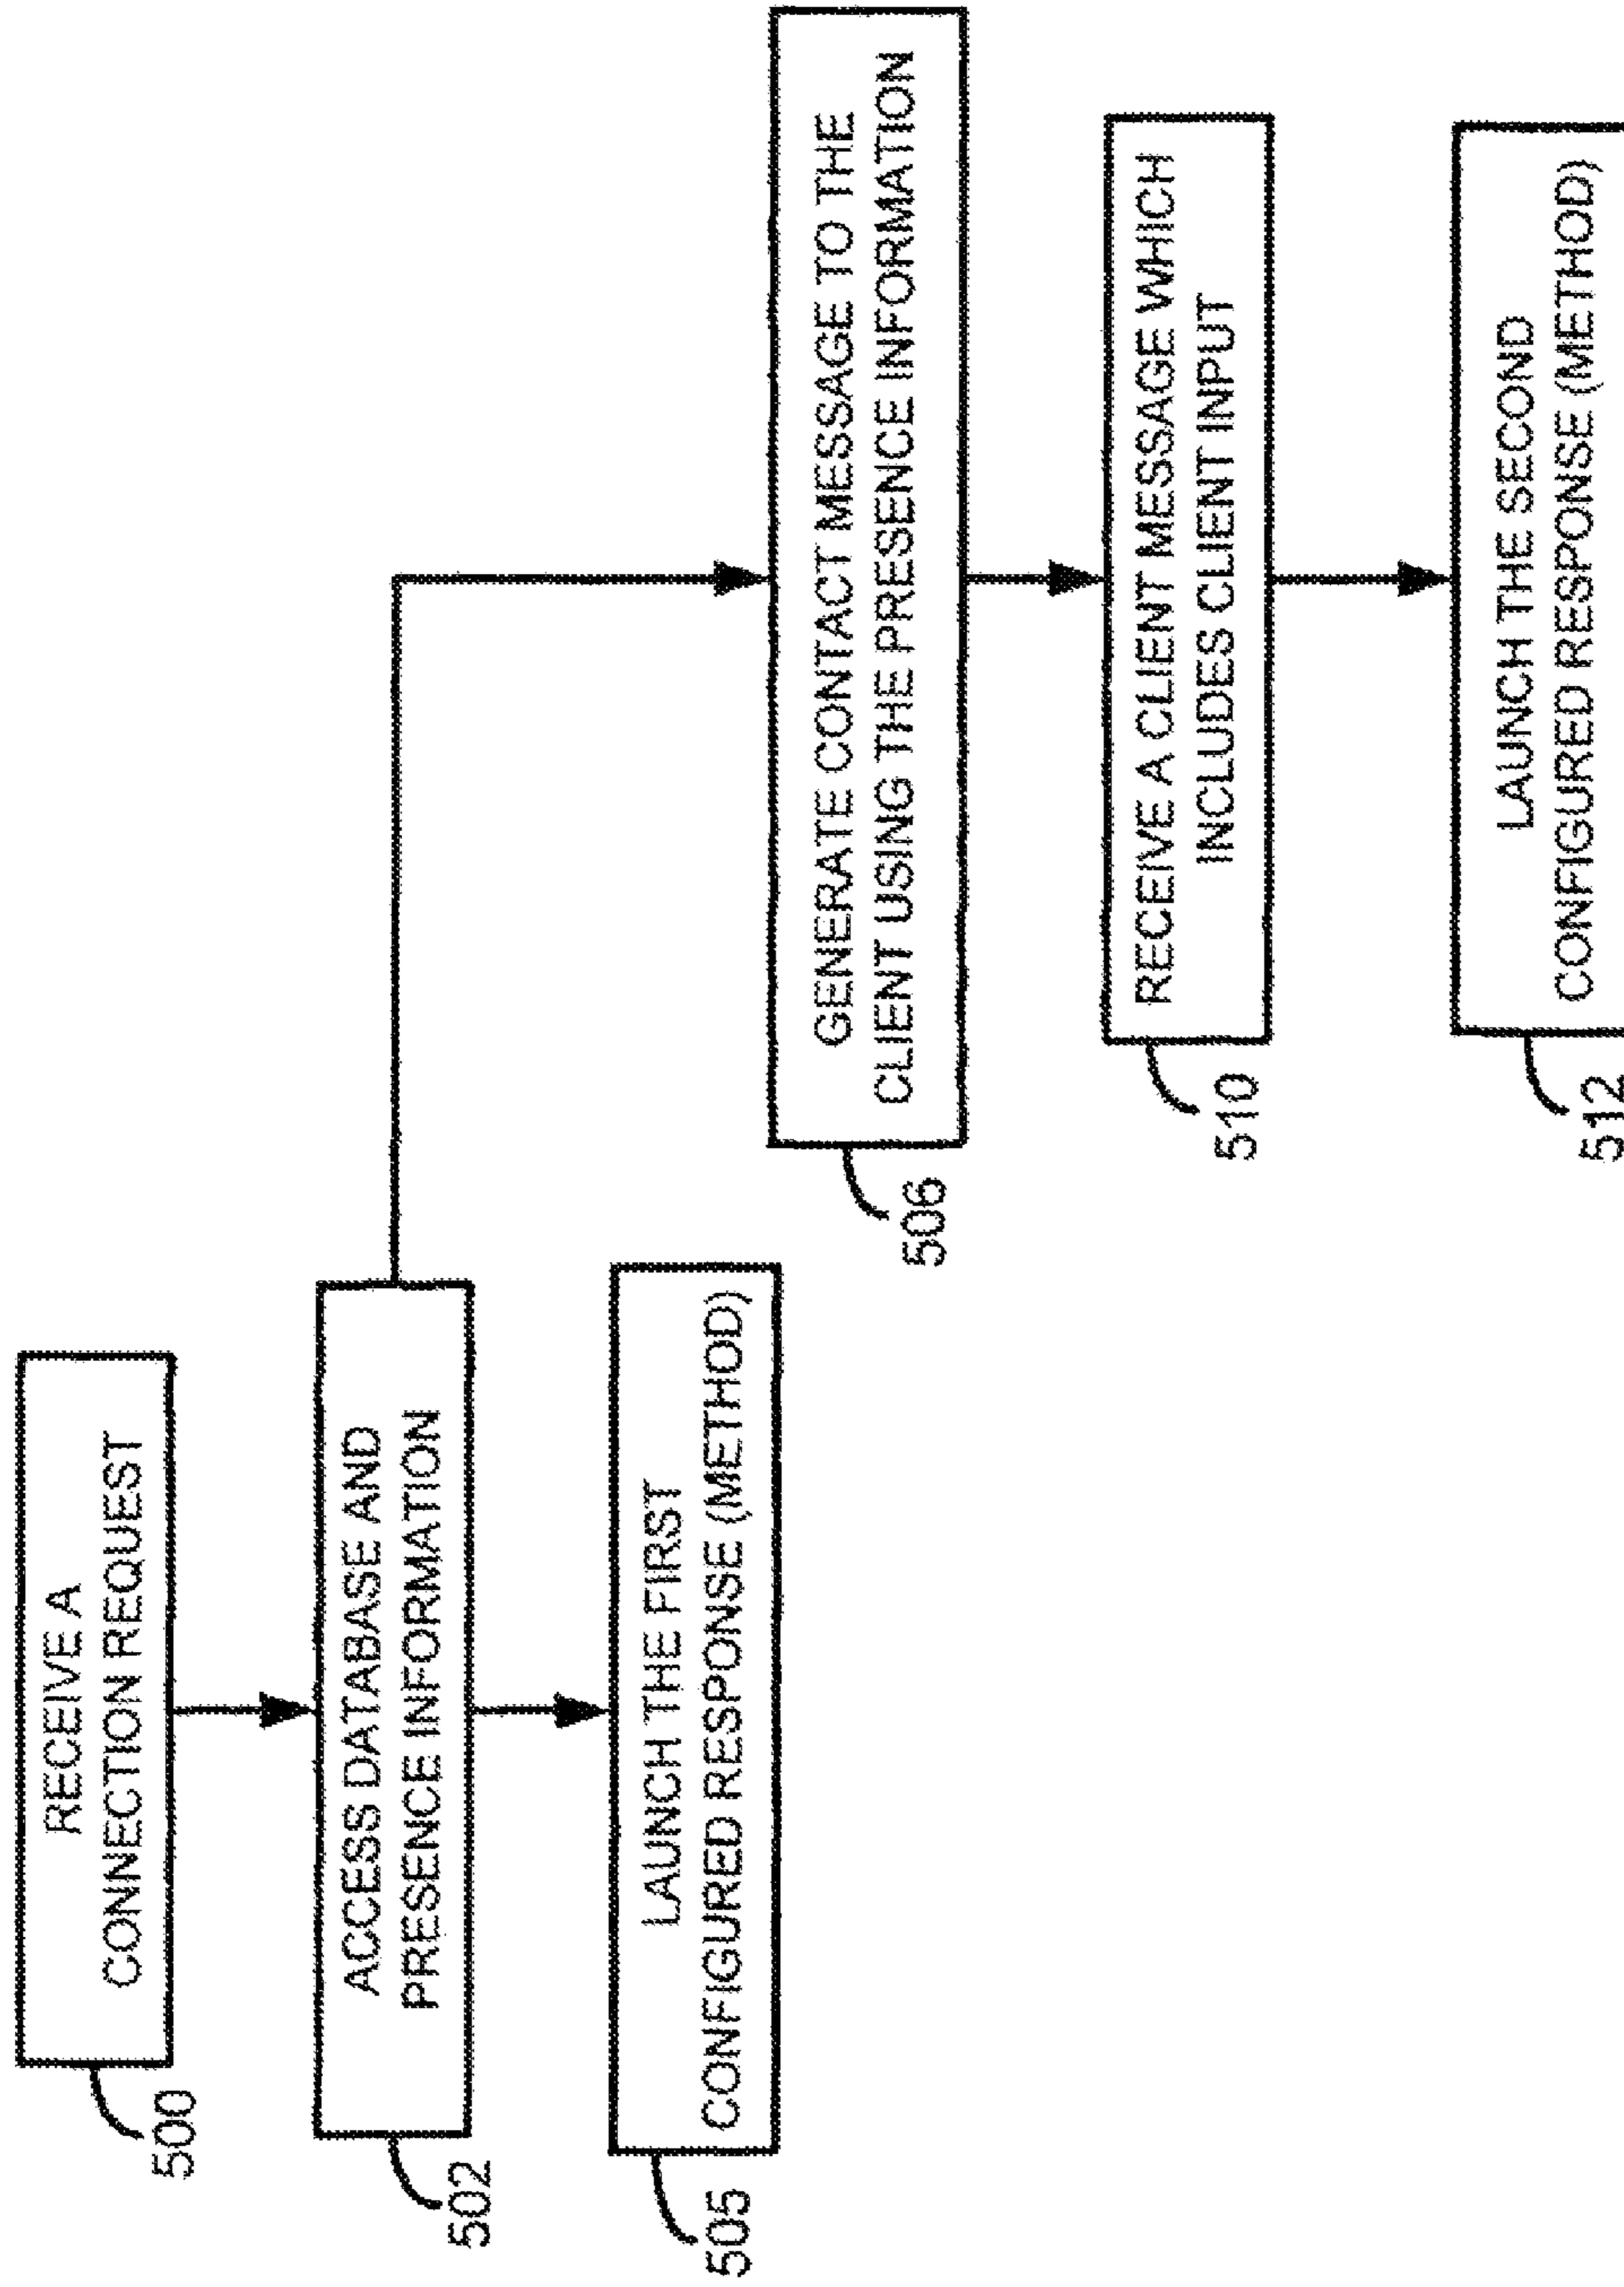 RECEIVE A
CONNECTION REQUEST
500
ACCESS DATABASE AND
PRESENCE INFORMATION
502
LAUNCH THE FIRST
CONFIGURED RESPONSE (METHOD)
505
GENERATE CONTACT MESSAGE TO THE
CLIENT USING THE PRESENCE INFORMATION
506
RECEIVE A CLIENT MESSAGE WHICH
INCLUDES CLIENT INPUT
510
LAUNCH THE SECOND
CONFIGURED RESPONSE (METHOD)
512